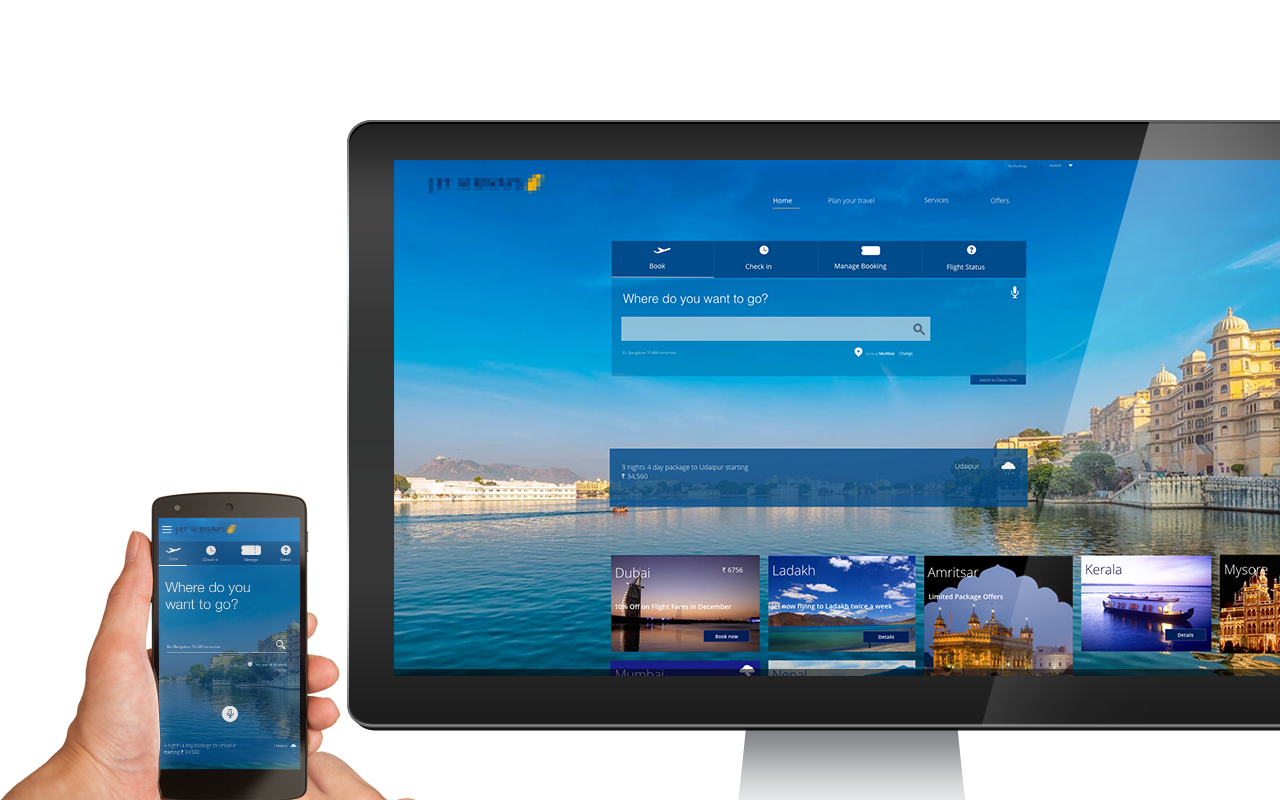 My Bookings
Home
Plan your travel
Services
Offers
Book
Check in
Manage Booking
Flight Status
Where do you want to go?
Ex: Bangalore 10 AM tomorrow
Mumbai
Change
Switch to Classic View
3 nights 4 day package to Udaipur starting
₹ 34,560
Udaipur
Dubai
₹ 6756
10% Off on Flight Fares in December
Book now
Ladakh
Jet now flying to Ladakh twice a week
Details
Amritsar
Limited Package Offers
Kerala
Details
Mysore
Mumbai
Nepal
Book
Check in
Manage
Status
Where do you
want to go?
Ex: Bangalore 10 AM tomorrow
Change
3 nights 4 day package to Udaipur
starting ₹ 34,560
Udaipur